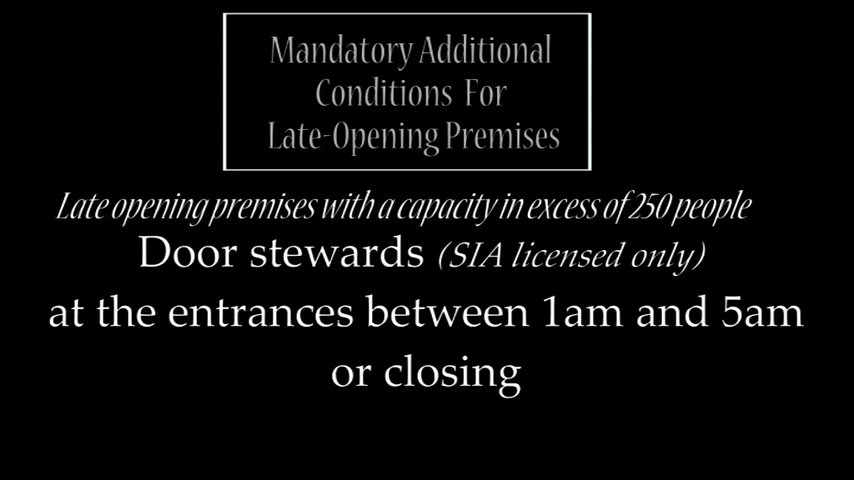 Mandatory Additional
Conditions For
Late-Opening Premises
Late opening premises with a capacity in excess of 250 people
Door stewards (SIA licensed only)
at the entrances between 1am and 5am
or closing